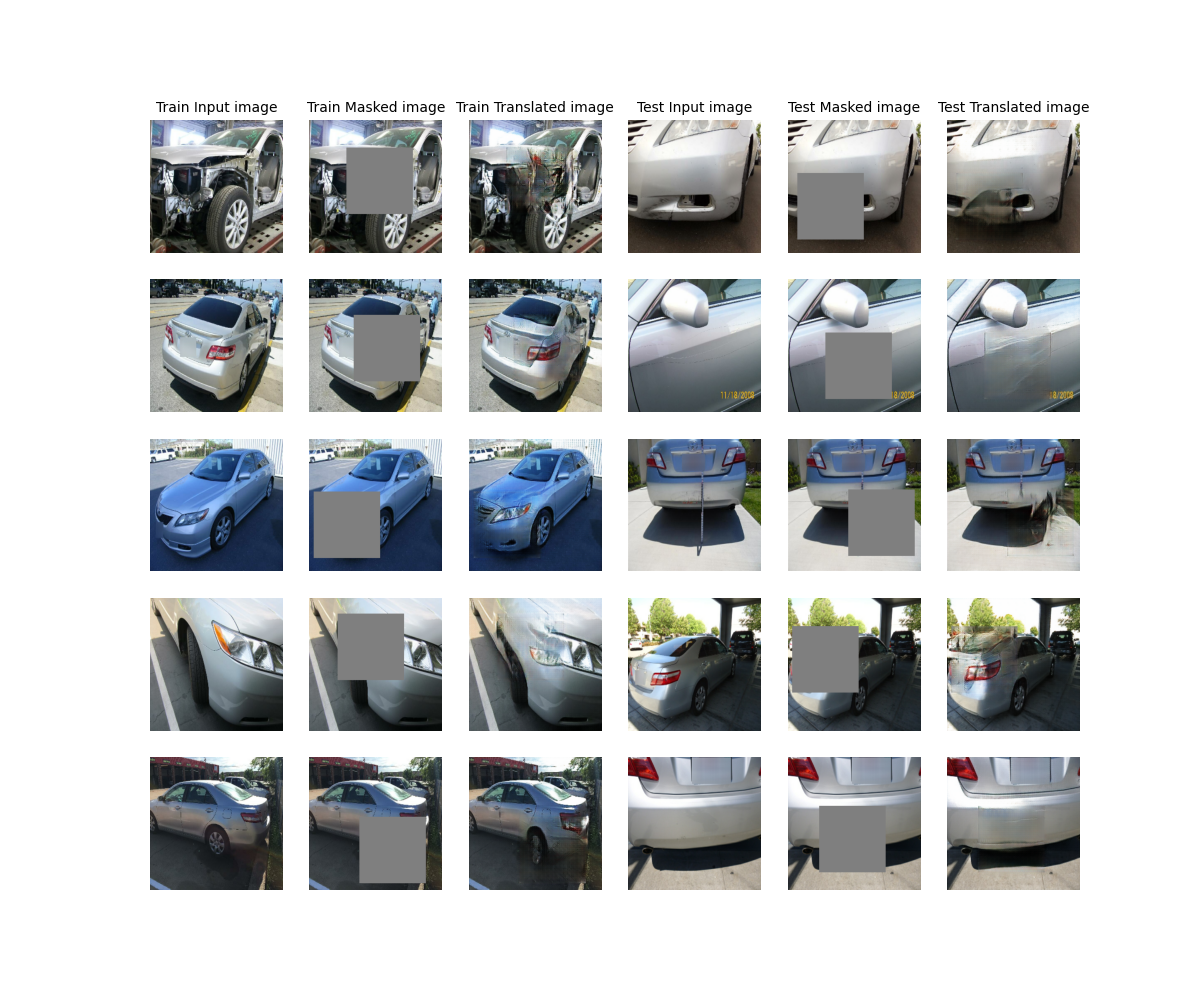 Train Input image
Train Masked image
Train Translated image
Test Input image
Test Masked image
Test Translated image
11/18/2008